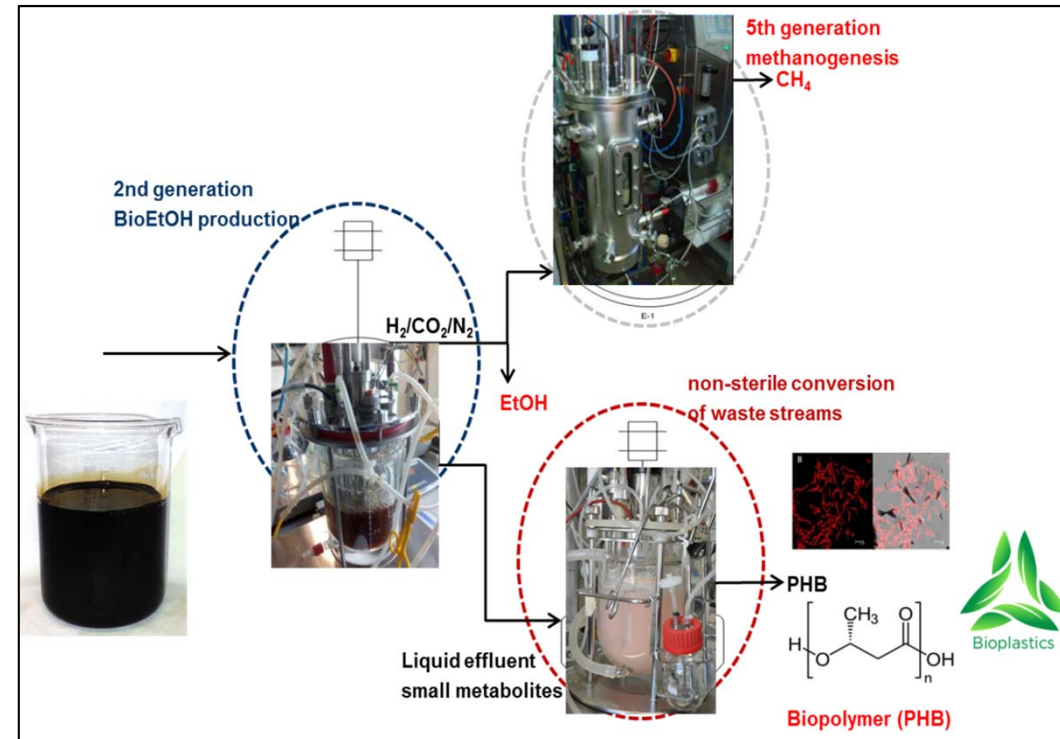 5th generation
methanogenesis
CH₄
2nd generation
BioEtOH production
E-1
H₂/CO₂/N₂
EtOH
non-sterile conversion
of waste streams
B
PHB
CH₃
O
H
O
OH
n
Bioplastics
Liquid effluent
small metabolites
Biopolymer (PHB)